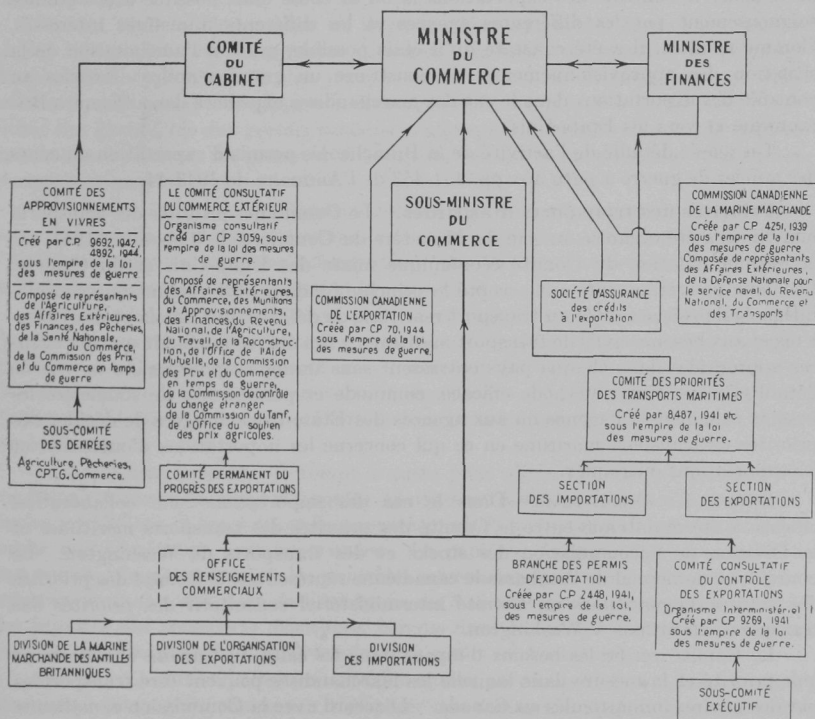 COMITÉ
DU
CABINET
MINISTRE
DU
COMMERCE
MINISTRE
DES
FINANCES
COMITÉ DES
APPROVISIONNEMENTS
EN VIVRES
Créé par C.P. 9692, 1942,
4892, 1944,
sous l'empire de la loi
des mesures de guerre
Composé de représentants
de l'Agriculture,
des Affaires Extérieures,
des Finances, des Pêcheries,
de la Santé Nationale,
du Commerce,
de la Commission des Prix
et du Commerce en temps
de guerre
SOUS-COMITÉ
DES DENRÉES
Agriculture, Pêcheries,
C.P.T.G. Commerce.
LE COMITÉ CONSULTATIF
DU COMMERCE EXTÉRIEUR
Organisme consultatif
créé par CP 3059, sous
l'empire de la loi des mesures
de guerre
Composé de représentants
des Affaires Extérieures,
du Commerce, des Munitions
et Approvisionnements,
des Finances, du Revenu
National, de l'Agriculture,
du Travail, de la Reconstruc-
tion, de l'Office de l'Aide
Mutuelle, de la Commission
des Prix et du Commerce
en temps de guerre,
de la Commission de contrôle
du change étranger
de la Commission du Tarif,
de l'Office du soutien
des prix agricoles.
COMITÉ PERMANENT DU
PROGRÈS DES EXPORTATIONS
SOUS-MINISTRE
DU
COMMERCE
COMMISSION CANADIENNE
DE L'EXPORTATION
Créée par CP 70, 1944
sous l'empire de la loi
des mesures de guerre.
SOCIÉTÉ D'ASSURANCE
des crédits
à l'exportation
COMMISSION CANADIENNE
DE LA MARINE MARCHANDE
Créée par CP 4251, 1939
sous l'empire de la loi
des mesures de guerre
Composée de représentants
des Affaires Extérieures,
de la Défense Nationale pour
le service naval, du Revenu
National, du Commerce et
des Transports
COMITÉ DES PRIORITÉS
DES TRANSPORTS MARITIMES
Créé par 8,487, 1941 etc.
sous l'empire de la loi
des mesures de guerre.
SECTION
DES IMPORTATIONS
SECTION
DES EXPORTATIONS
OFFICE
DES RENSEIGNEMENTS
COMMERCIAUX
DIVISION DE LA MARINE
MARCHANDE DES ANTILLES
BRITANNIQUES
DIVISION DE L'ORGANISATION
DES EXPORTATIONS
DIVISION
DES IMPORTATIONS
BRANCHE DES PERMIS
D'EXPORTATION
Créée par C.P. 2448, 1941,
sous l'empire de la loi,
des mesures de guerre.
COMITÉ CONSULTATIF
DU CONTRÔLE
DES EXPORTATIONS
Organisme Interministériel
Créé par CP 9269, 1941
sous l'empire de la loi
des mesures de guerre.
SOUS-COMITÉ
EXÉCUTIF